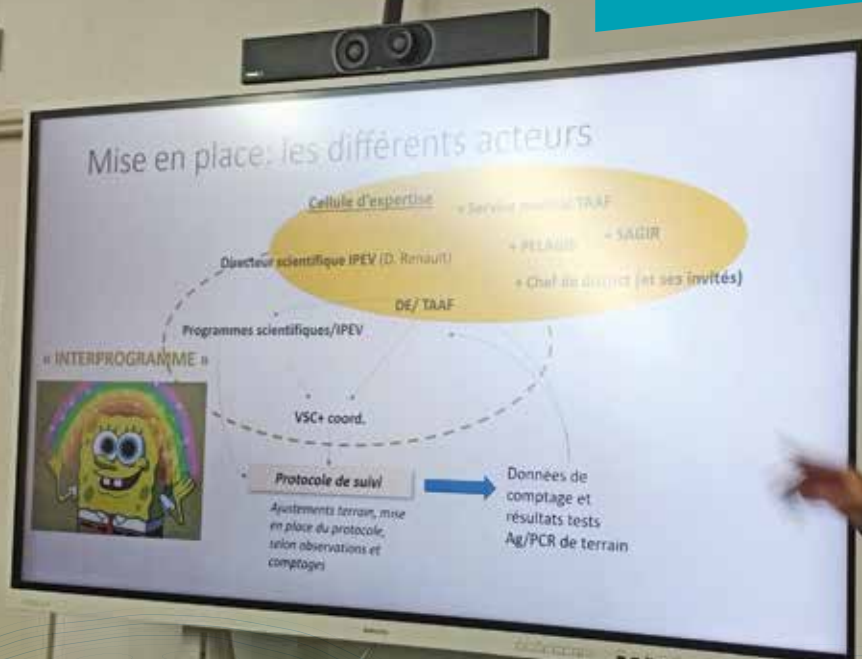 Mise en place: les différents acteurs
Cellule d'expertise
+ Service médical TAAF
+ PELAGIS
+ SAGIR
Directeur scientifique IPEV (D. Renault)
+ Chef de district (et ses invités)
DE/ TAAF
Programmes scientifiques/IPEV
« INTERPROGRAMME »
VSC+ coord.
Protocole de suivi
Ajustements terrain, mise
en place du protocole,
selon observations et
comptages
Données de
comptage et
résultats tests
Ag/PCR de terrain